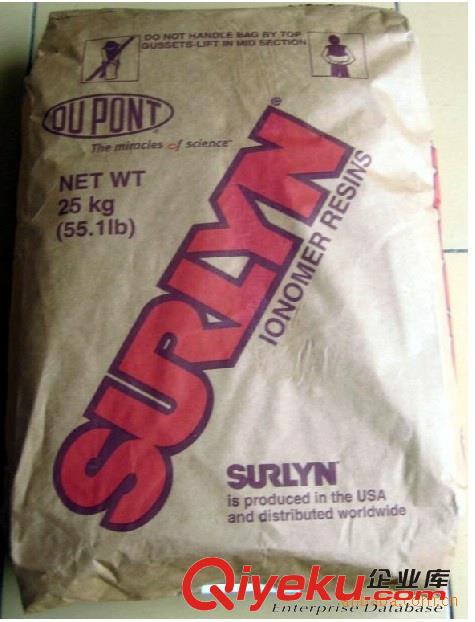 DO NOT HANDLE BAG BY TOP
GUSSETS-LIFT IN MID SECTION
DU PONT
The miracles of science
NET WT
25 kg
(55.1lb)
SURLYN®
IONOMER RESINS
SURLYN
is produced in the USA
and distributed worldwide
Qiyeku.com 企业库
Enterprise Database